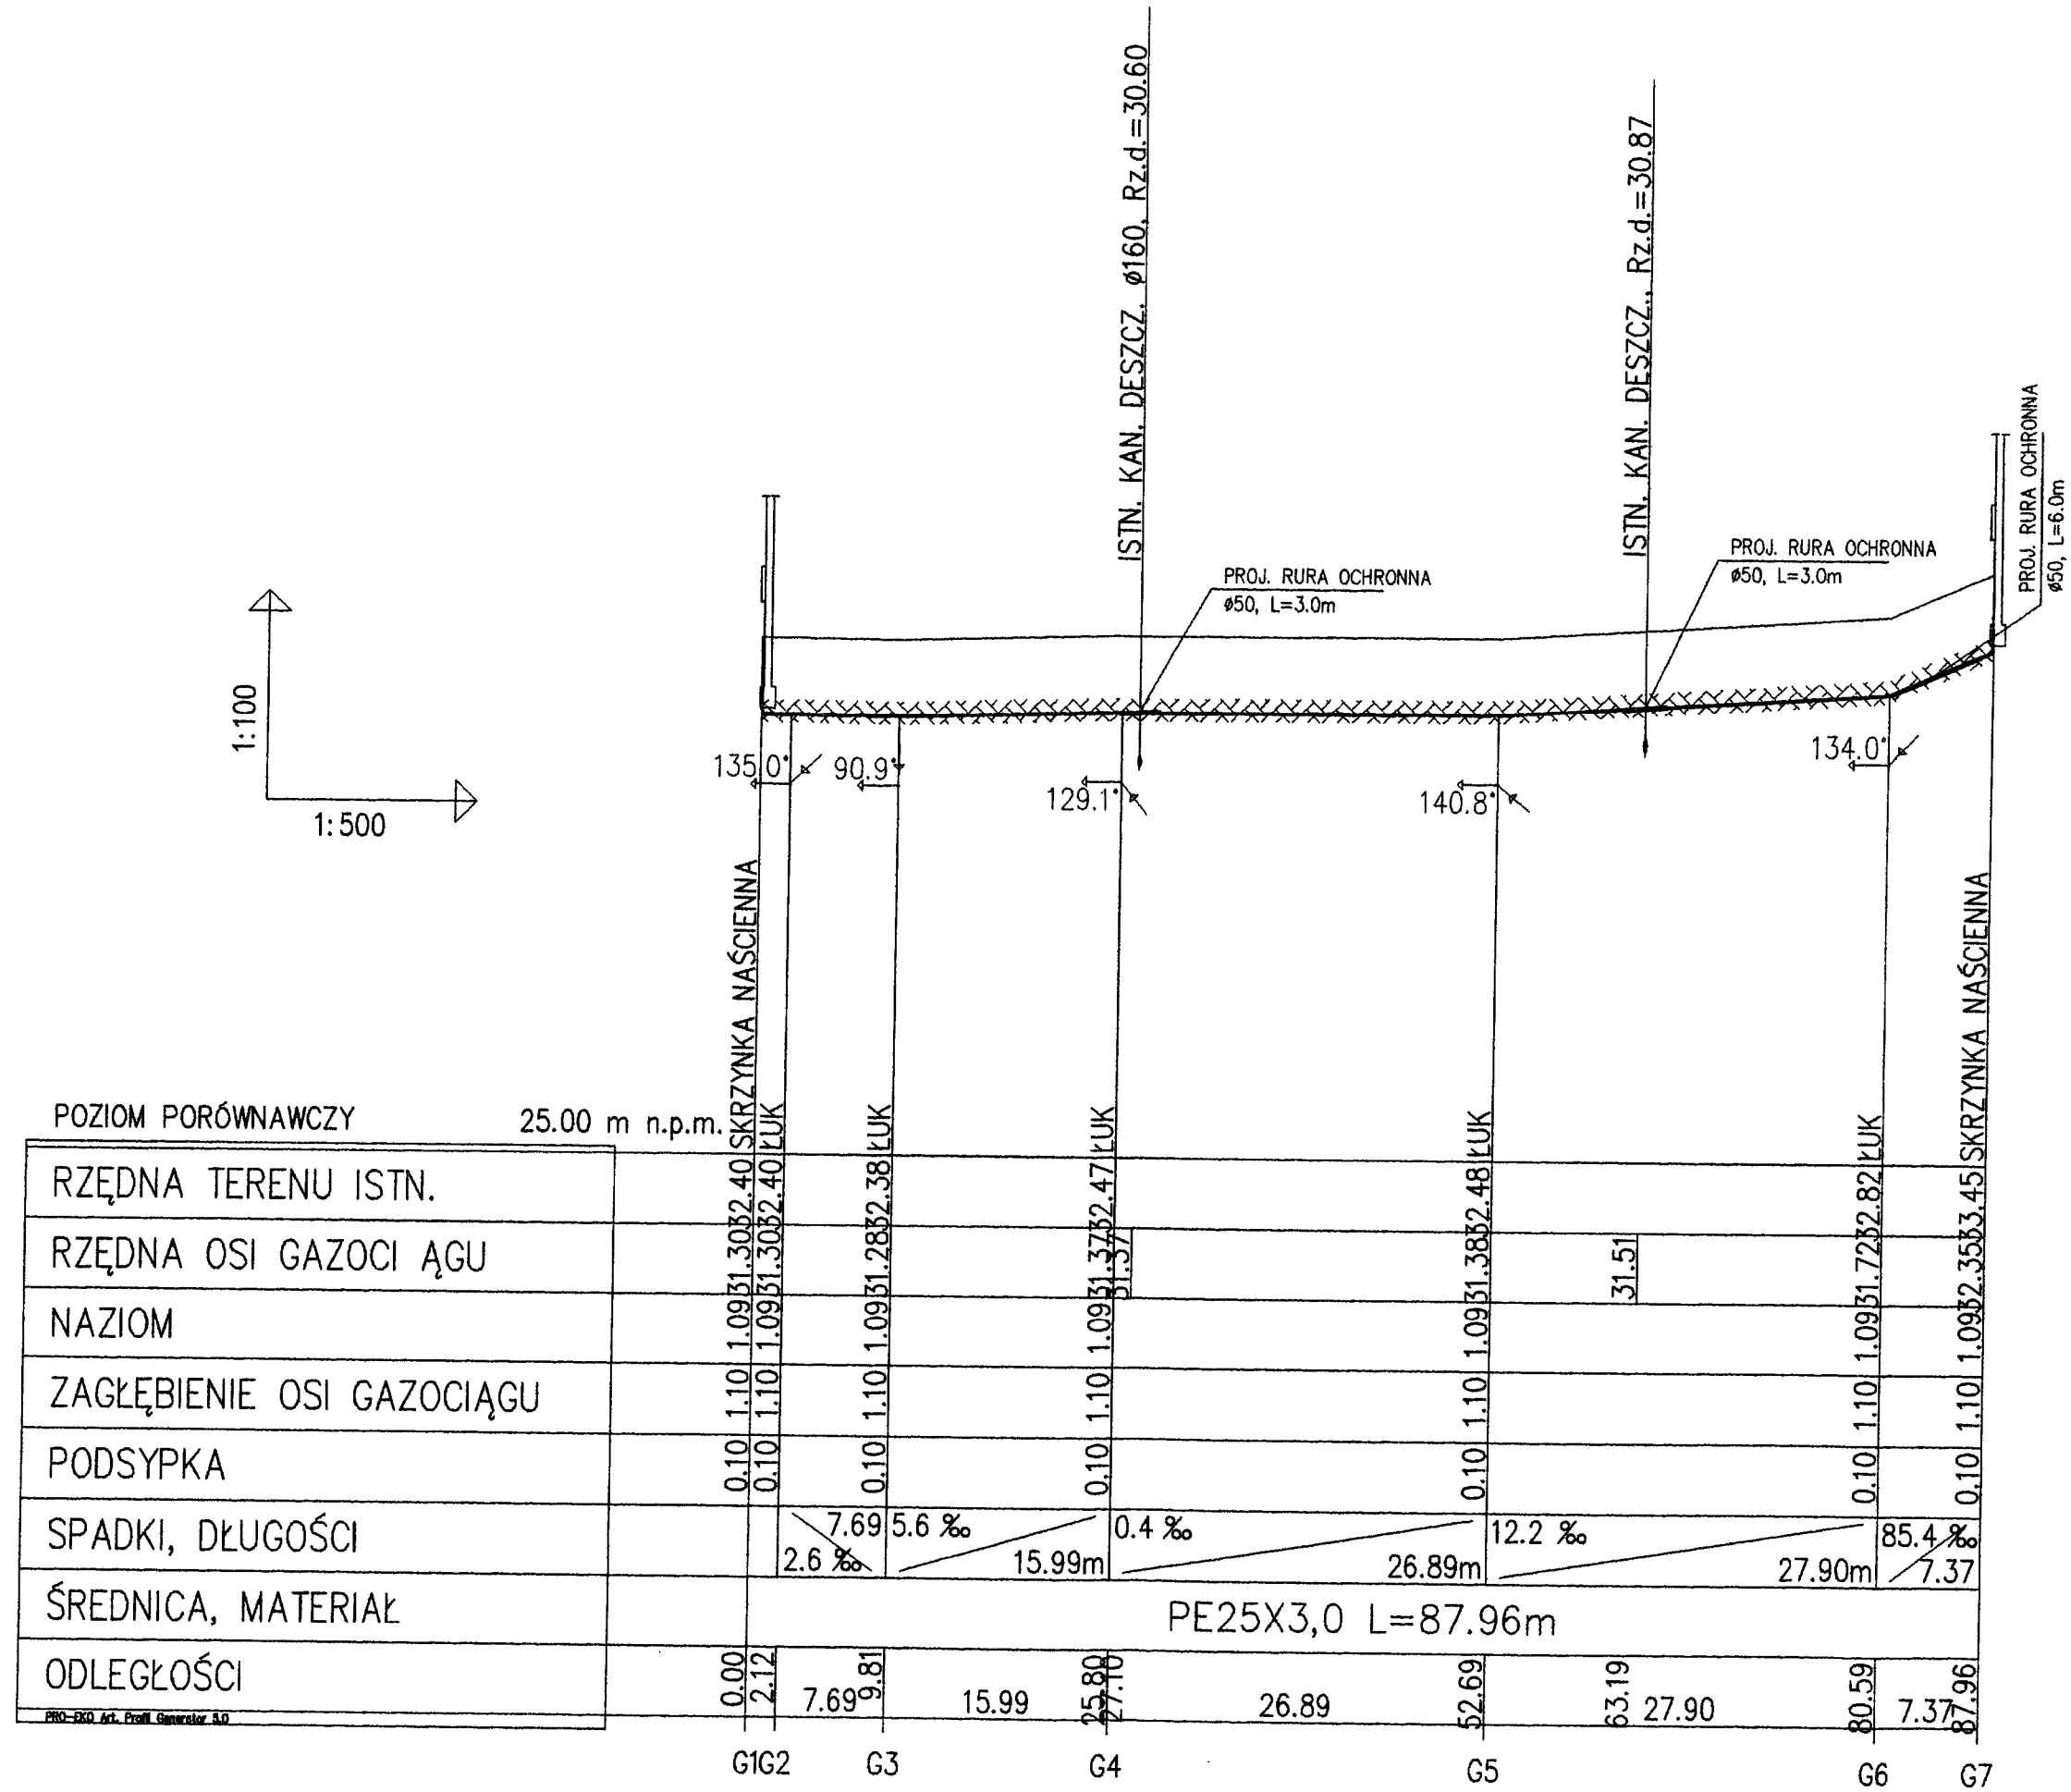 ISTN. KAN. DESZCZ. ø160, Rz.d.=30.60
ISTN. KAN. DESZCZ., Rz.d.=30.87
PROJ. RURA OCHRONNA
ø50, L=3.0m
PROJ. RURA OCHRONNA
ø50, L=3.0m
PROJ. RURA OCHRONNA
ø50, L=6.0m
1:100
1:500
135.0°
90.9°
129.1°
140.8°
134.0°
SKRZYNKA NAŚCIENNA
ŁUK
ŁUK
ŁUK
ŁUK
ŁUK
SKRZYNKA NAŚCIENNA
POZIOM PORÓWNAWCZY 25.00 m n.p.m.
RZĘDNA TERENU ISTN. 32.40 32.40 32.38 32.47 32.48 32.82 33.45
RZĘDNA OSI GAZOCI ĄGU 31.30 31.30 31.28 31.37 31.37 31.38 31.51 31.72 32.35
NAZIOM 1.09 1.09 1.09 1.09 1.09 1.09 1.09
ZAGŁĘBIENIE OSI GAZOCIĄGU 1.10 1.10 1.10 1.10 1.10 1.10 1.10
PODSYPKA 0.10 0.10 0.10 0.10 0.10 0.10 0.10
SPADKI, DŁUGOŚCI 7.69 5.6 ‰ 0.4 ‰ 12.2 ‰ 85.4 ‰
2.6 ‰ 15.99m 26.89m 27.90m 7.37
ŚREDNICA, MATERIAŁ PE25X3,0 L=87.96m
ODLEGŁOŚCI 0.00 2.12 9.81 25.80 27.10 52.69 63.19 80.59 87.96
7.69 15.99 26.89 27.90 7.37
PRO-EKO Art. Profil Generator 5.0
G1 G2 G3 G4 G5 G6 G7